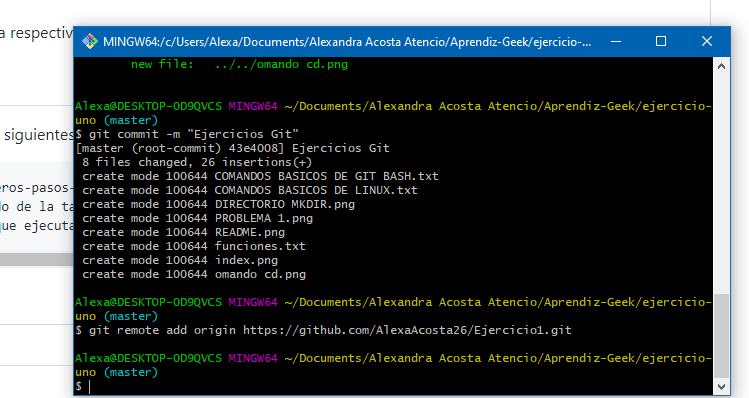 a respectiv
MINGW64:/c/Users/Alexa/Documents/Alexandra Acosta Atencio/Aprendiz-Geek/ejercicio-...
new file:   ../../omando cd.png
Alexa@DESKTOP-OD9QVCS MINGW64 ~/Documents/Alexandra Acosta Atencio/Aprendiz-Geek/ejercicio-
uno (master)
$ git commit -m "Ejercicios Git"
[master (root-commit) 43e4008] Ejercicios Git
8 files changed, 26 insertions(+)
create mode 100644 COMANDOS BASICOS DE GIT BASH.txt
create mode 100644 COMANDOS BASICOS DE LINUX.txt
create mode 100644 DIRECTORIO MKDIR.png
create mode 100644 PROBLEMA 1.png
create mode 100644 README.png
create mode 100644 funciones.txt
create mode 100644 index.png
create mode 100644 omando cd.png
Alexa@DESKTOP-OD9QVCS MINGW64 ~/Documents/Alexandra Acosta Atencio/Aprendiz-Geek/ejercicio-
uno (master)
$ git remote add origin https://github.com/AlexaAcosta26/Ejercicio1.git
Alexa@DESKTOP-OD9QVCS MINGW64 ~/Documents/Alexandra Acosta Atencio/Aprendiz-Geek/ejercicio-
uno (master)
$
siguientes
eros-pasos-
do de la ta
que ejecuta